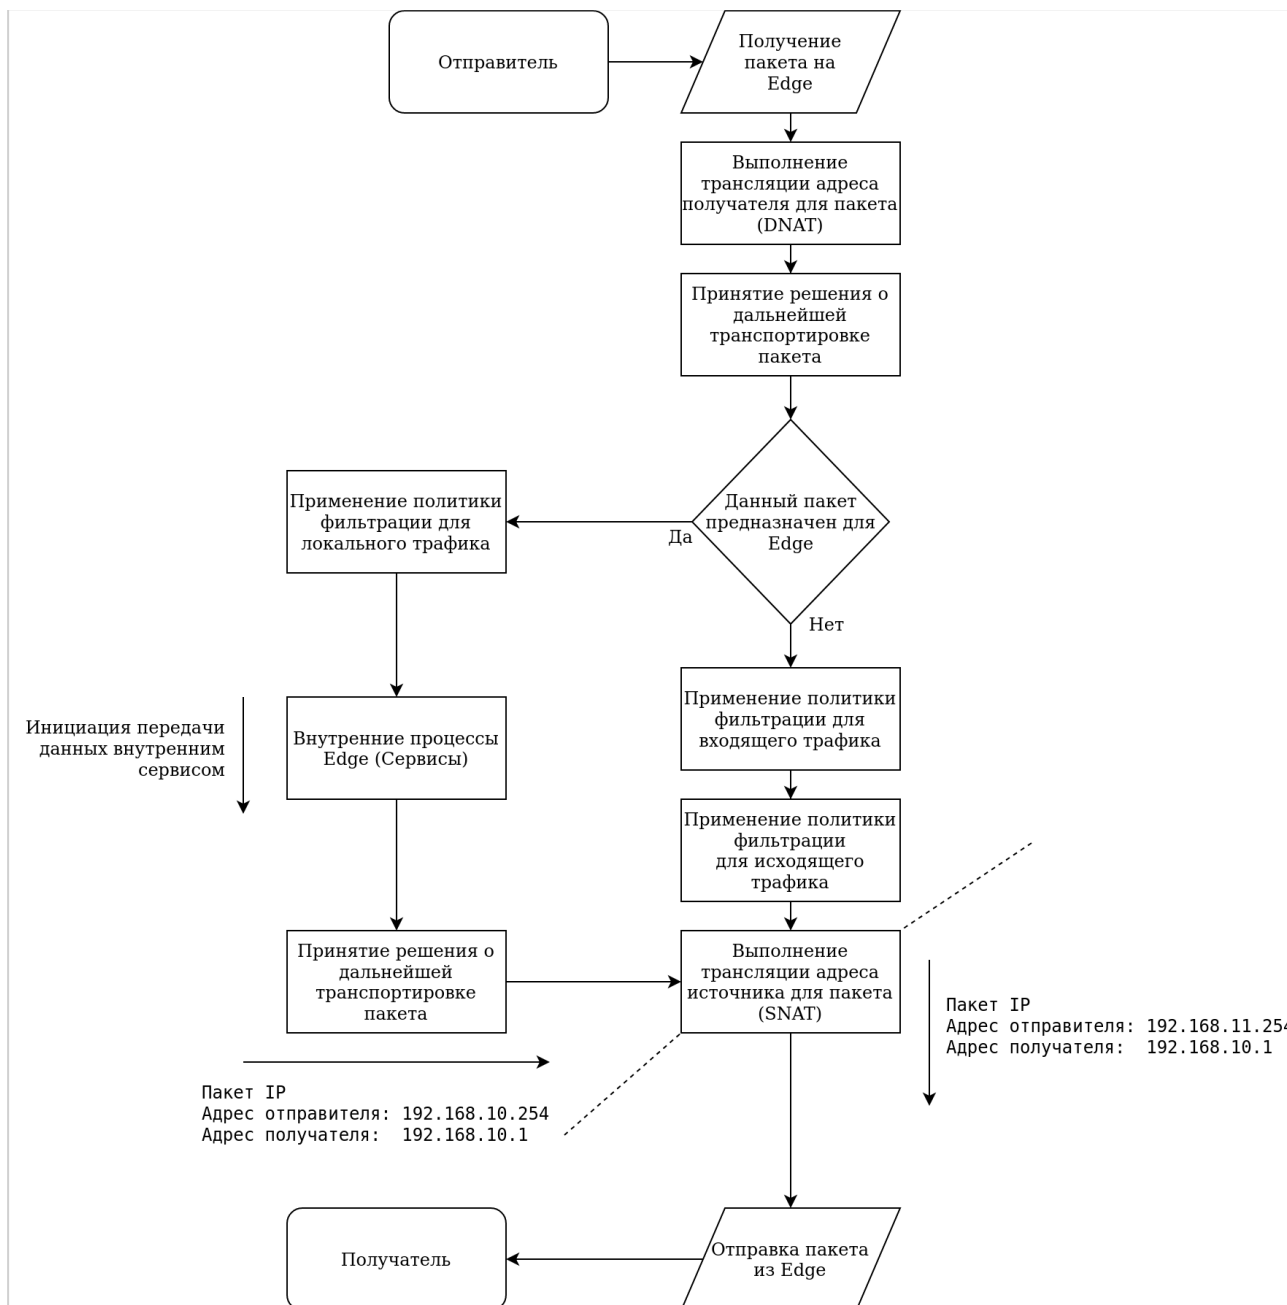 Отправитель
Получение
пакета на
Edge
Выполнение
трансляции адреса
получателя для пакета
(DNAT)
Принятие решения о
дальнейшей
транспортировке
пакета
Данный пакет
предназначен для
Edge
Да
Нет
Применение политики
фильтрации для
локального трафика
Применение политики
фильтрации для
входящего трафика
Инициация передачи
данных внутренним
сервисом
Внутренние процессы
Edge (Сервисы)
Применение политики
фильтрации
для исходящего
трафика
Принятие решения о
дальнейшей
транспортировке
пакета
Выполнение
трансляции адреса
источника для пакета
(SNAT)
Пакет IP
Адрес отправителя: 192.168.11.254
Адрес получателя:  192.168.10.1
Пакет IP
Адрес отправителя: 192.168.10.254
Адрес получателя:  192.168.10.1
Получатель
Отправка пакета
из Edge